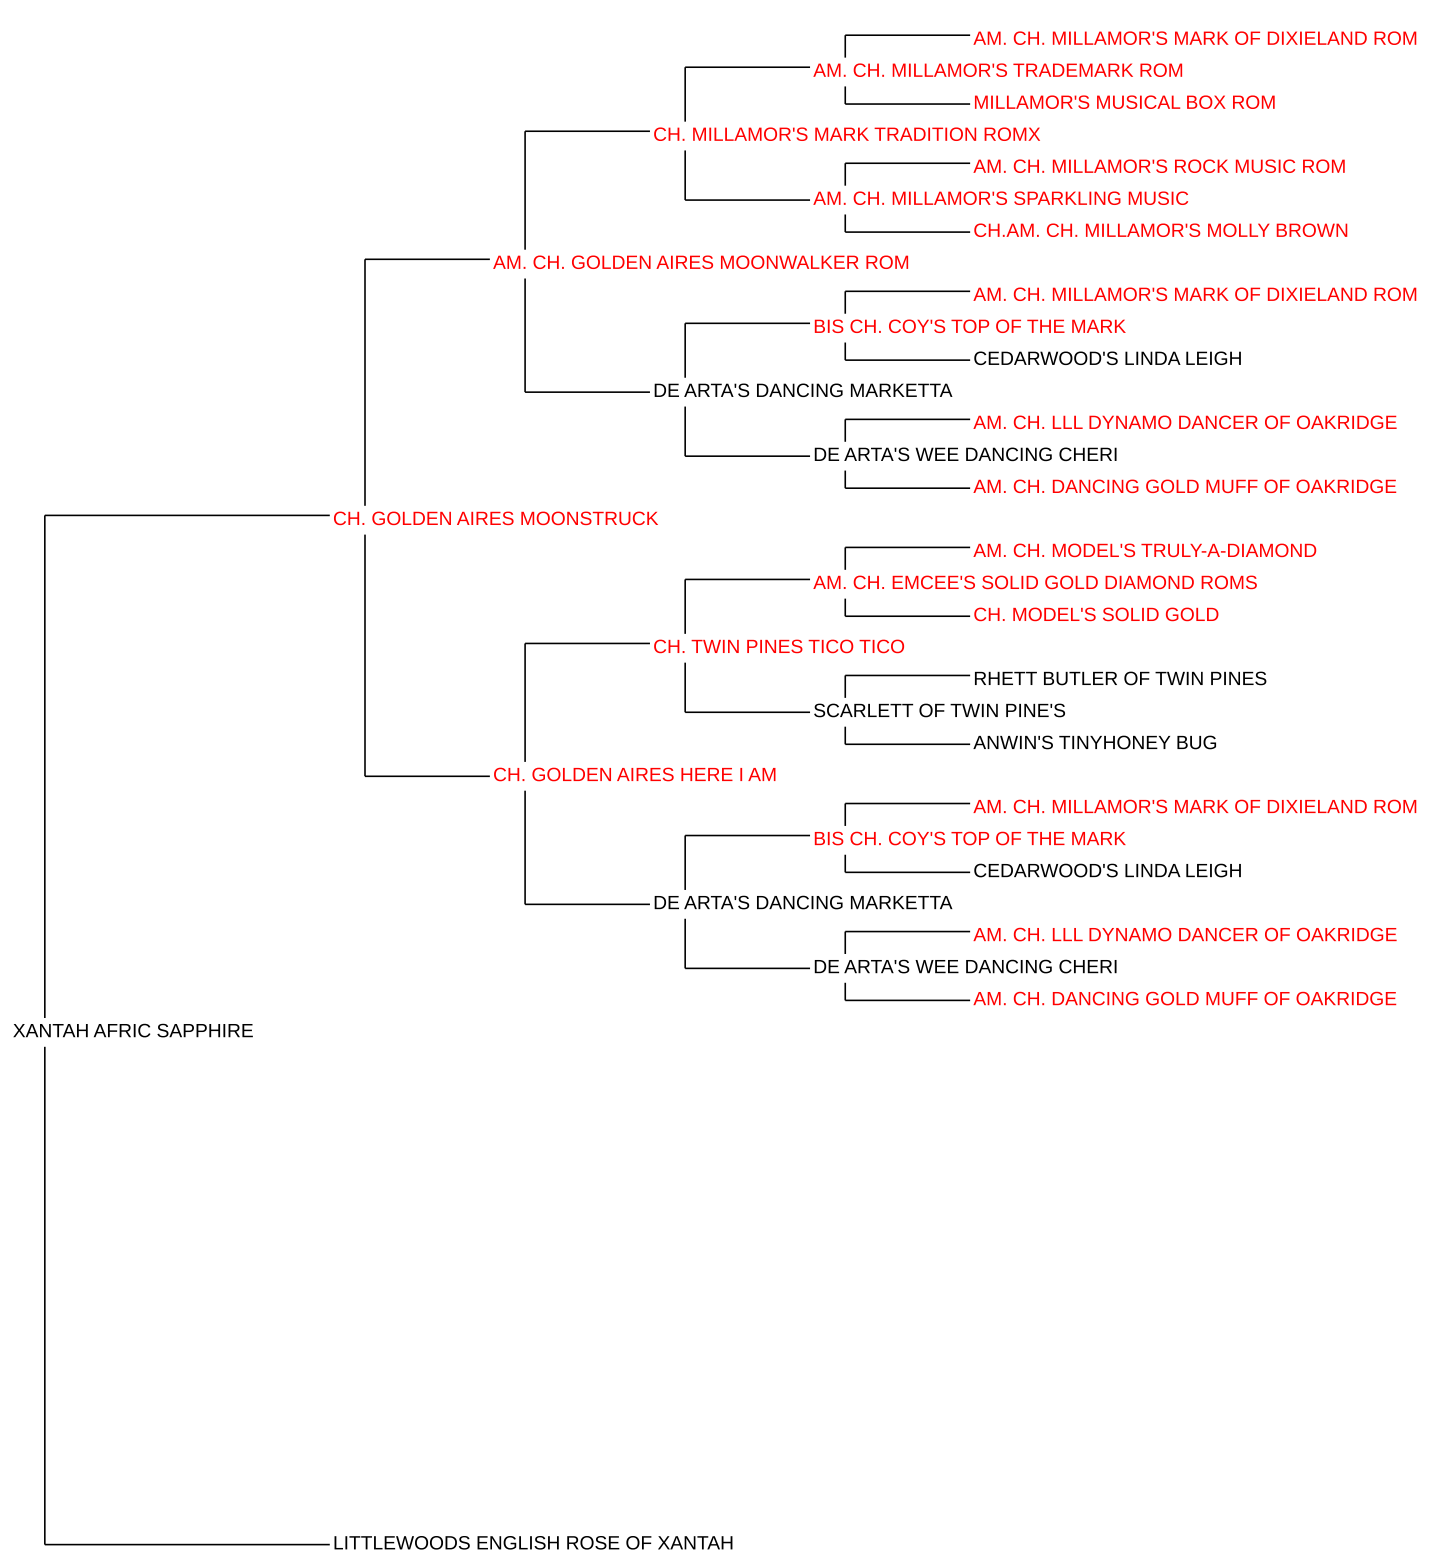 AM. CH. MILLAMOR'S MARK OF DIXIELAND ROM
AM. CH. MILLAMOR'S TRADEMARK ROM
MILLAMOR'S MUSICAL BOX ROM
CH. MILLAMOR'S MARK TRADITION ROMX
AM. CH. MILLAMOR'S ROCK MUSIC ROM
AM. CH. MILLAMOR'S SPARKLING MUSIC
CH.AM. CH. MILLAMOR'S MOLLY BROWN
AM. CH. GOLDEN AIRES MOONWALKER ROM
AM. CH. MILLAMOR'S MARK OF DIXIELAND ROM
BIS CH. COY'S TOP OF THE MARK
CEDARWOOD'S LINDA LEIGH
DE ARTA'S DANCING MARKETTA
AM. CH. LLL DYNAMO DANCER OF OAKRIDGE
DE ARTA'S WEE DANCING CHERI
AM. CH. DANCING GOLD MUFF OF OAKRIDGE
CH. GOLDEN AIRES MOONSTRUCK
AM. CH. MODEL'S TRULY-A-DIAMOND
AM. CH. EMCEE'S SOLID GOLD DIAMOND ROMS
CH. MODEL'S SOLID GOLD
CH. TWIN PINES TICO TICO
RHETT BUTLER OF TWIN PINES
SCARLETT OF TWIN PINE'S
ANWIN'S TINYHONEY BUG
CH. GOLDEN AIRES HERE I AM
AM. CH. MILLAMOR'S MARK OF DIXIELAND ROM
BIS CH. COY'S TOP OF THE MARK
CEDARWOOD'S LINDA LEIGH
DE ARTA'S DANCING MARKETTA
AM. CH. LLL DYNAMO DANCER OF OAKRIDGE
DE ARTA'S WEE DANCING CHERI
AM. CH. DANCING GOLD MUFF OF OAKRIDGE
XANTAH AFRIC SAPPHIRE
LITTLEWOODS ENGLISH ROSE OF XANTAH